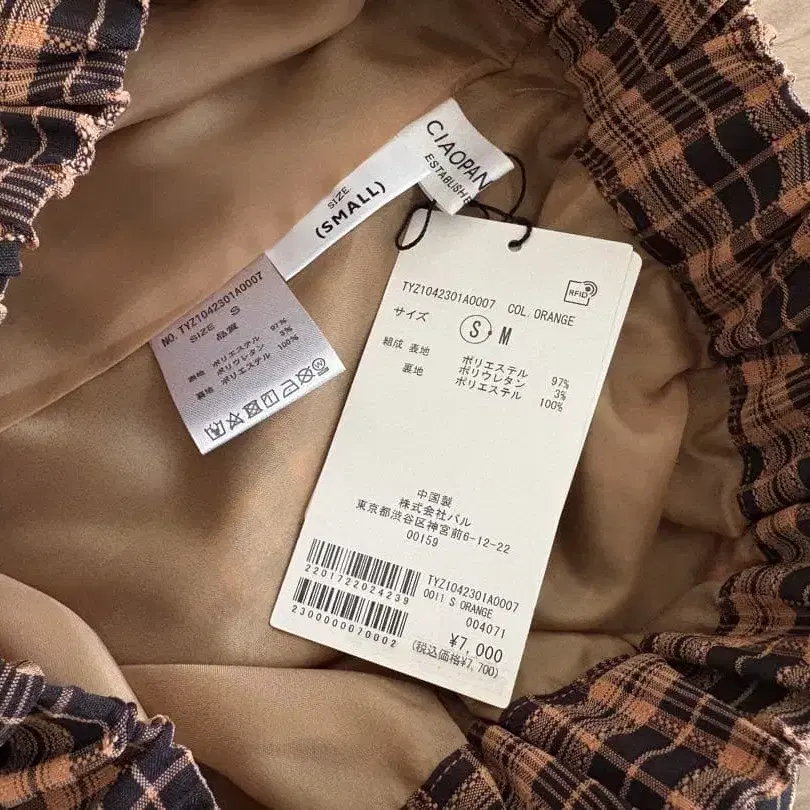 CIAOPAN
ESTABLISHE
SIZE
(SMALL)
NO. TYZ1042301A0007
SIZE S
品質
表地 ポリエステル 97%
ポリウレタン 3%
裏地 ポリエステル 100%
RFID
TYZ1042301A0007 COL. ORANGE
サイズ S M
組成 表地 ポリエステル 97%
ポリウレタン 3%
裏地 ポリエステル 100%
中国製
株式会社パル
東京都渋谷区神宮前6-12-22
00159
2201722024239
2300000070002
TYZ1042301A0007
0011 S ORANGE
004071
¥7,000
(税込価格¥7,700)